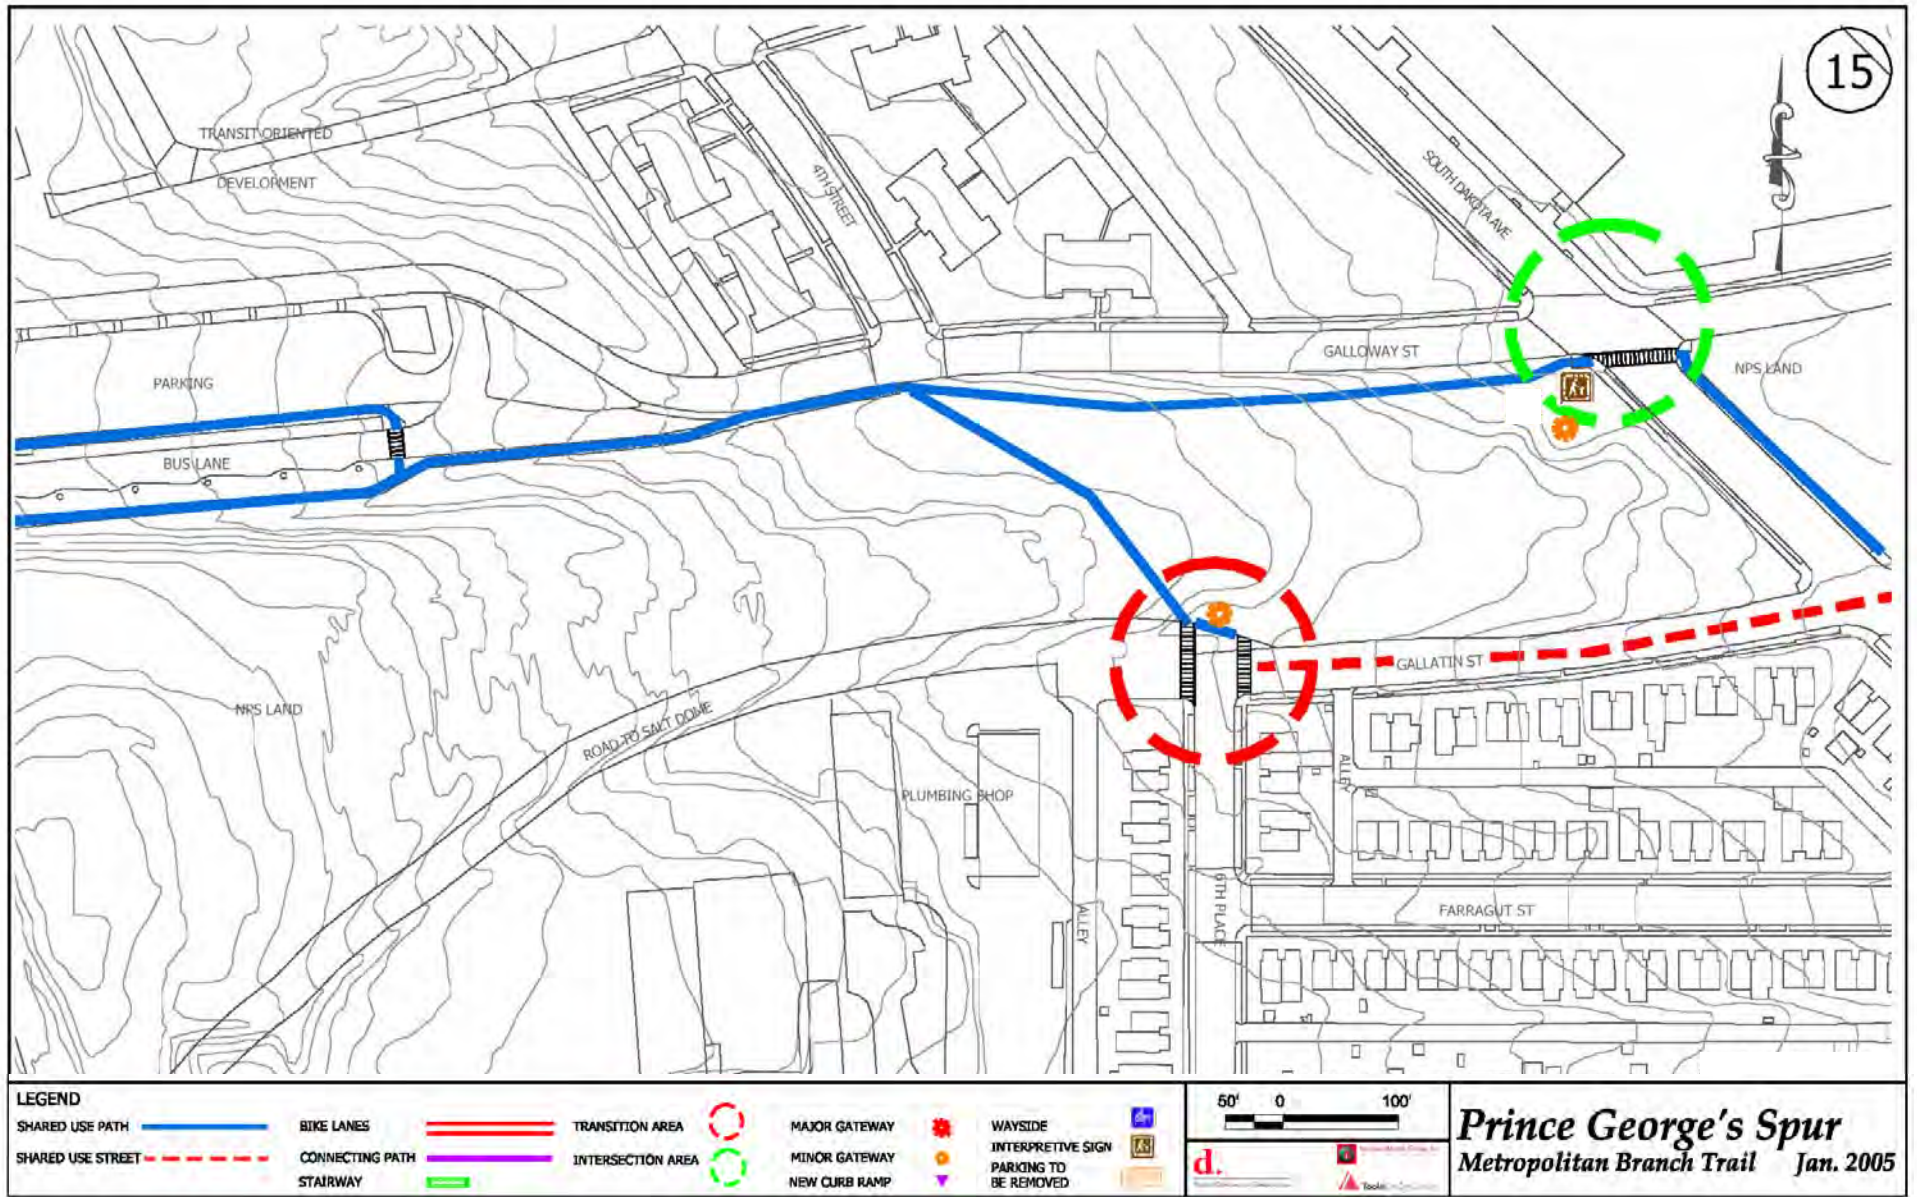 15
TRANSIT ORIENTED
DEVELOPMENT
4TH STREET
SOUTH DAKOTA AVE
GALLOWAY ST
NPS LAND
PARKING
BUS LANE
GALLATIN ST
NPS LAND
ROAD TO SALT DOME
ALLEY
PLUMBING SHOP
6TH PLACE
ALLEY
FARRAGUT ST
LEGEND
SHARED USE PATH
SHARED USE STREET
BIKE LANES
CONNECTING PATH
STAIRWAY
TRANSITION AREA
INTERSECTION AREA
MAJOR GATEWAY
MINOR GATEWAY
NEW CURB RAMP
WAYSIDE
INTERPRETIVE SIGN
PARKING TO
BE REMOVED
50' 0 100'
d.
Prince George's Spur
Metropolitan Branch Trail Jan. 2005